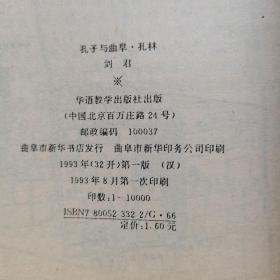 孔子与曲阜·孔林
剑君
※
华语教学出版社出版
(中国北京百万庄路24号)
邮政编码 100037
曲阜市新华书店发行 曲阜市新华印务公司印刷
1993年(32开)第一版 (汉)
1993年8月第一次印刷
印数:1-10000
ISBN7 80052 332 2/G·66
定价:1.60元